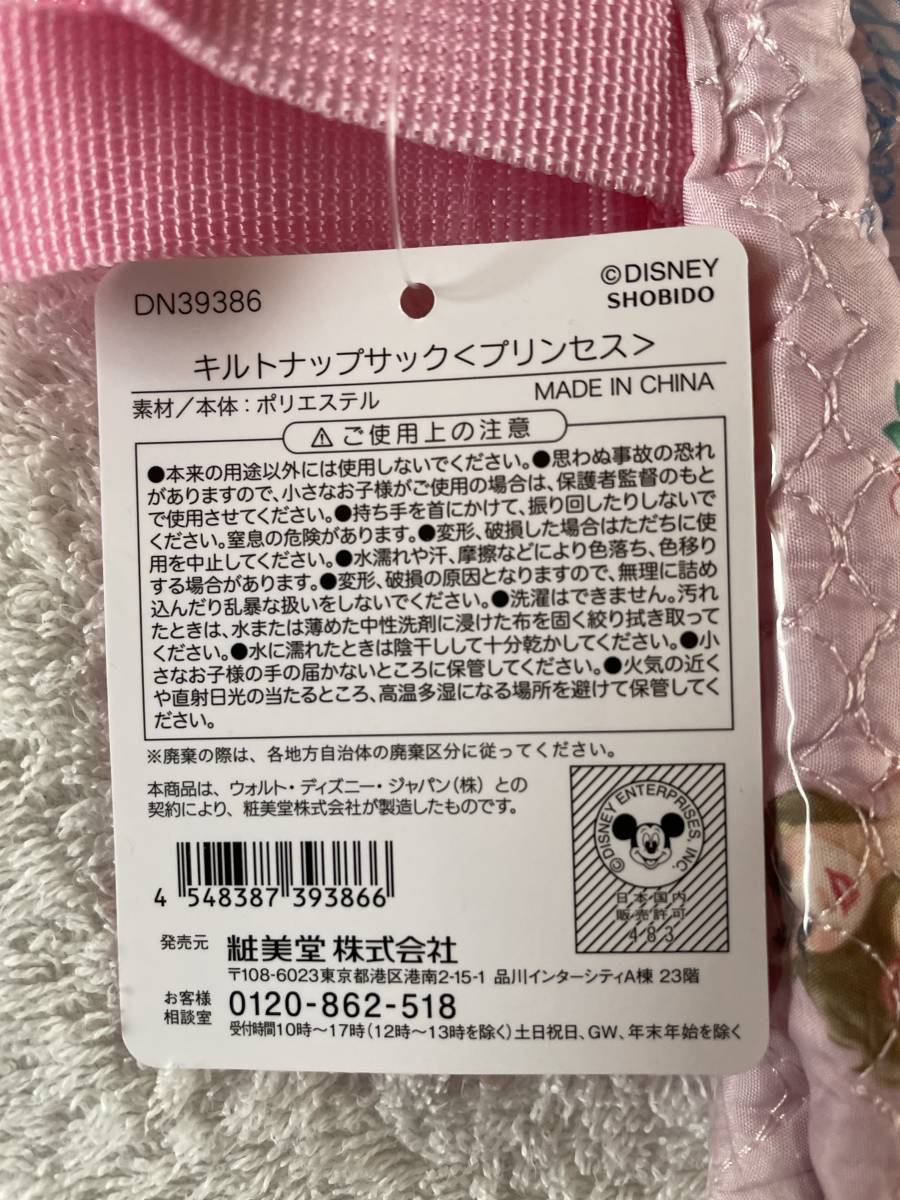 ©DISNEY
SHOBIDO
DN39386
キルトナップサック<プリンセス>
素材/本体:ポリエステル
MADE IN CHINA
⚠ご使用上の注意
●本来の用途以外には使用しないでください。●思わぬ事故の恐れ
がありますので、小さなお子様がご使用の場合は、保護者監督のもと
で使用させてください。●持ち手を首にかけて、振り回したりしないで
ください。窒息の危険があります。●変形、破損した場合はただちに使
用を中止してください。●水濡れや汗、摩擦などにより色落ち、色移り
する場合があります。●変形、破損の原因となりますので、無理に詰め
込んだり乱暴な扱いをしないでください。●洗濯はできません。汚れ
たときは、水または薄めた中性洗剤に浸けた布を固く絞り拭き取って
ください。●水に濡れたときは陰干しして十分乾かしてください。●小
さなお子様の手の届かないところに保管してください。●火気の近く
や直射日光の当たるところ、高温多湿になる場所を避けて保管してく
ださい。
※廃棄の際は、各地方自治体の廃棄区分に従ってください。
本商品は、ウォルト・ディズニー・ジャパン(株)との
契約により、粧美堂株式会社が製造したものです。
©DISNEY ENTERPRISES, INC.
日本国内
販売許可
483
4 548387 393866
発売元 粧美堂 株式会社
〒108-6023東京都港区港南2-15-1 品川インターシティA棟 23階
お客様
相談室 0120-862-518
受付時間10時〜17時(12時〜13時を除く)土日祝日、GW、年末年始を除く